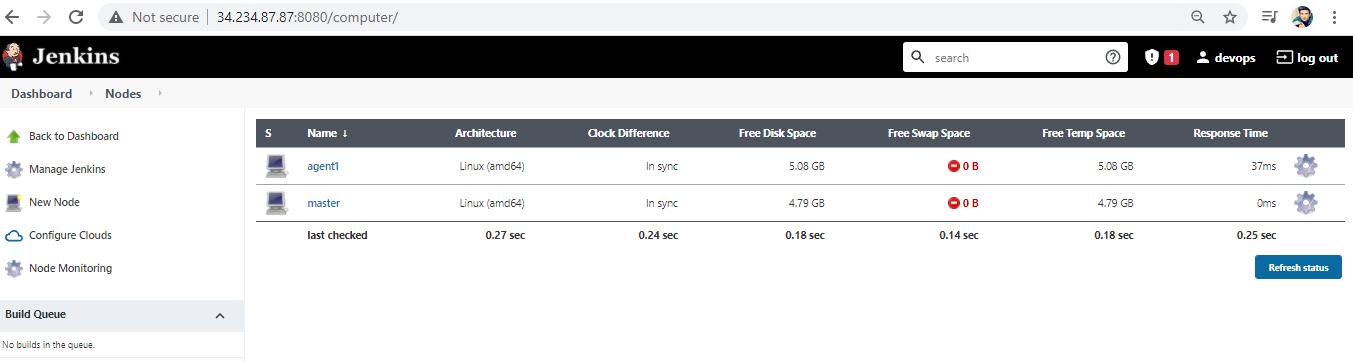 Not secure 34.234.87.87:8080/computer/
Jenkins search 1 devops log out
Dashboard Nodes
Back to Dashboard
Manage Jenkins
New Node
Configure Clouds
Node Monitoring
Build Queue
No builds in the queue.
S Name ↓ Architecture Clock Difference Free Disk Space Free Swap Space Free Temp Space Response Time
agent1 Linux (amd64) In sync 5.08 GB 0 B 5.08 GB 37ms
master Linux (amd64) In sync 4.79 GB 0 B 4.79 GB 0ms
last checked 0.27 sec 0.24 sec 0.18 sec 0.14 sec 0.18 sec 0.25 sec
Refresh status